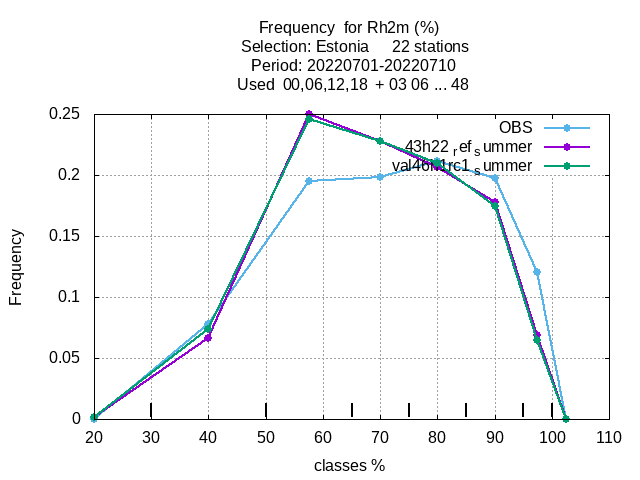 Frequency  for Rh2m (%)
Selection: Estonia     22 stations
Period: 20220701-20220710
Used  00,06,12,18  + 03 06 ... 48
0.25
0.2
0.15
0.1
0.05
0
Frequency
OBS
43h22_ref_summer
20
30
40
50
60
70
80
90
100
110
classes %